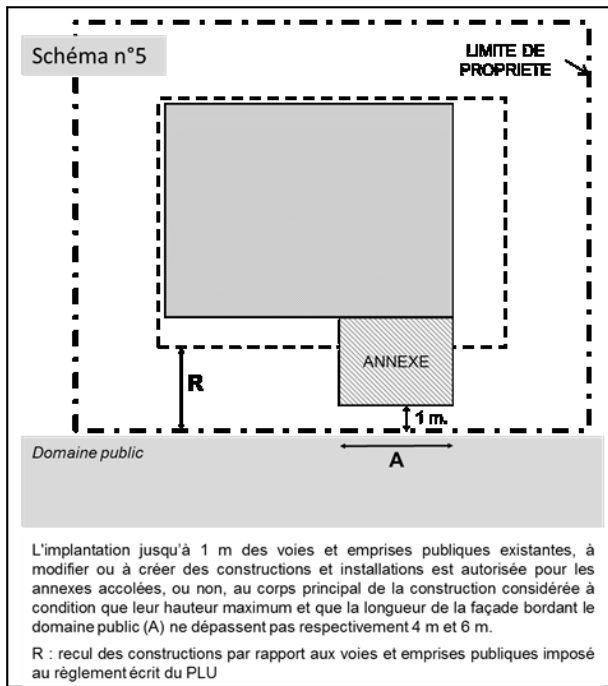 Schéma n°5
LIMITE DE
PROPRIETE
ANNEXE
R
1 m.
A
Domaine public
L'implantation jusqu'à 1 m des voies et emprises publiques existantes, à
modifier ou à créer des constructions et installations est autorisée pour les
annexes accolées, ou non, au corps principal de la construction considérée à
condition que leur hauteur maximum et que la longueur de la façade bordant le
domaine public (A) ne dépassent pas respectivement 4 m et 6 m.
R : recul des constructions par rapport aux voies et emprises publiques imposé
au règlement écrit du PLU